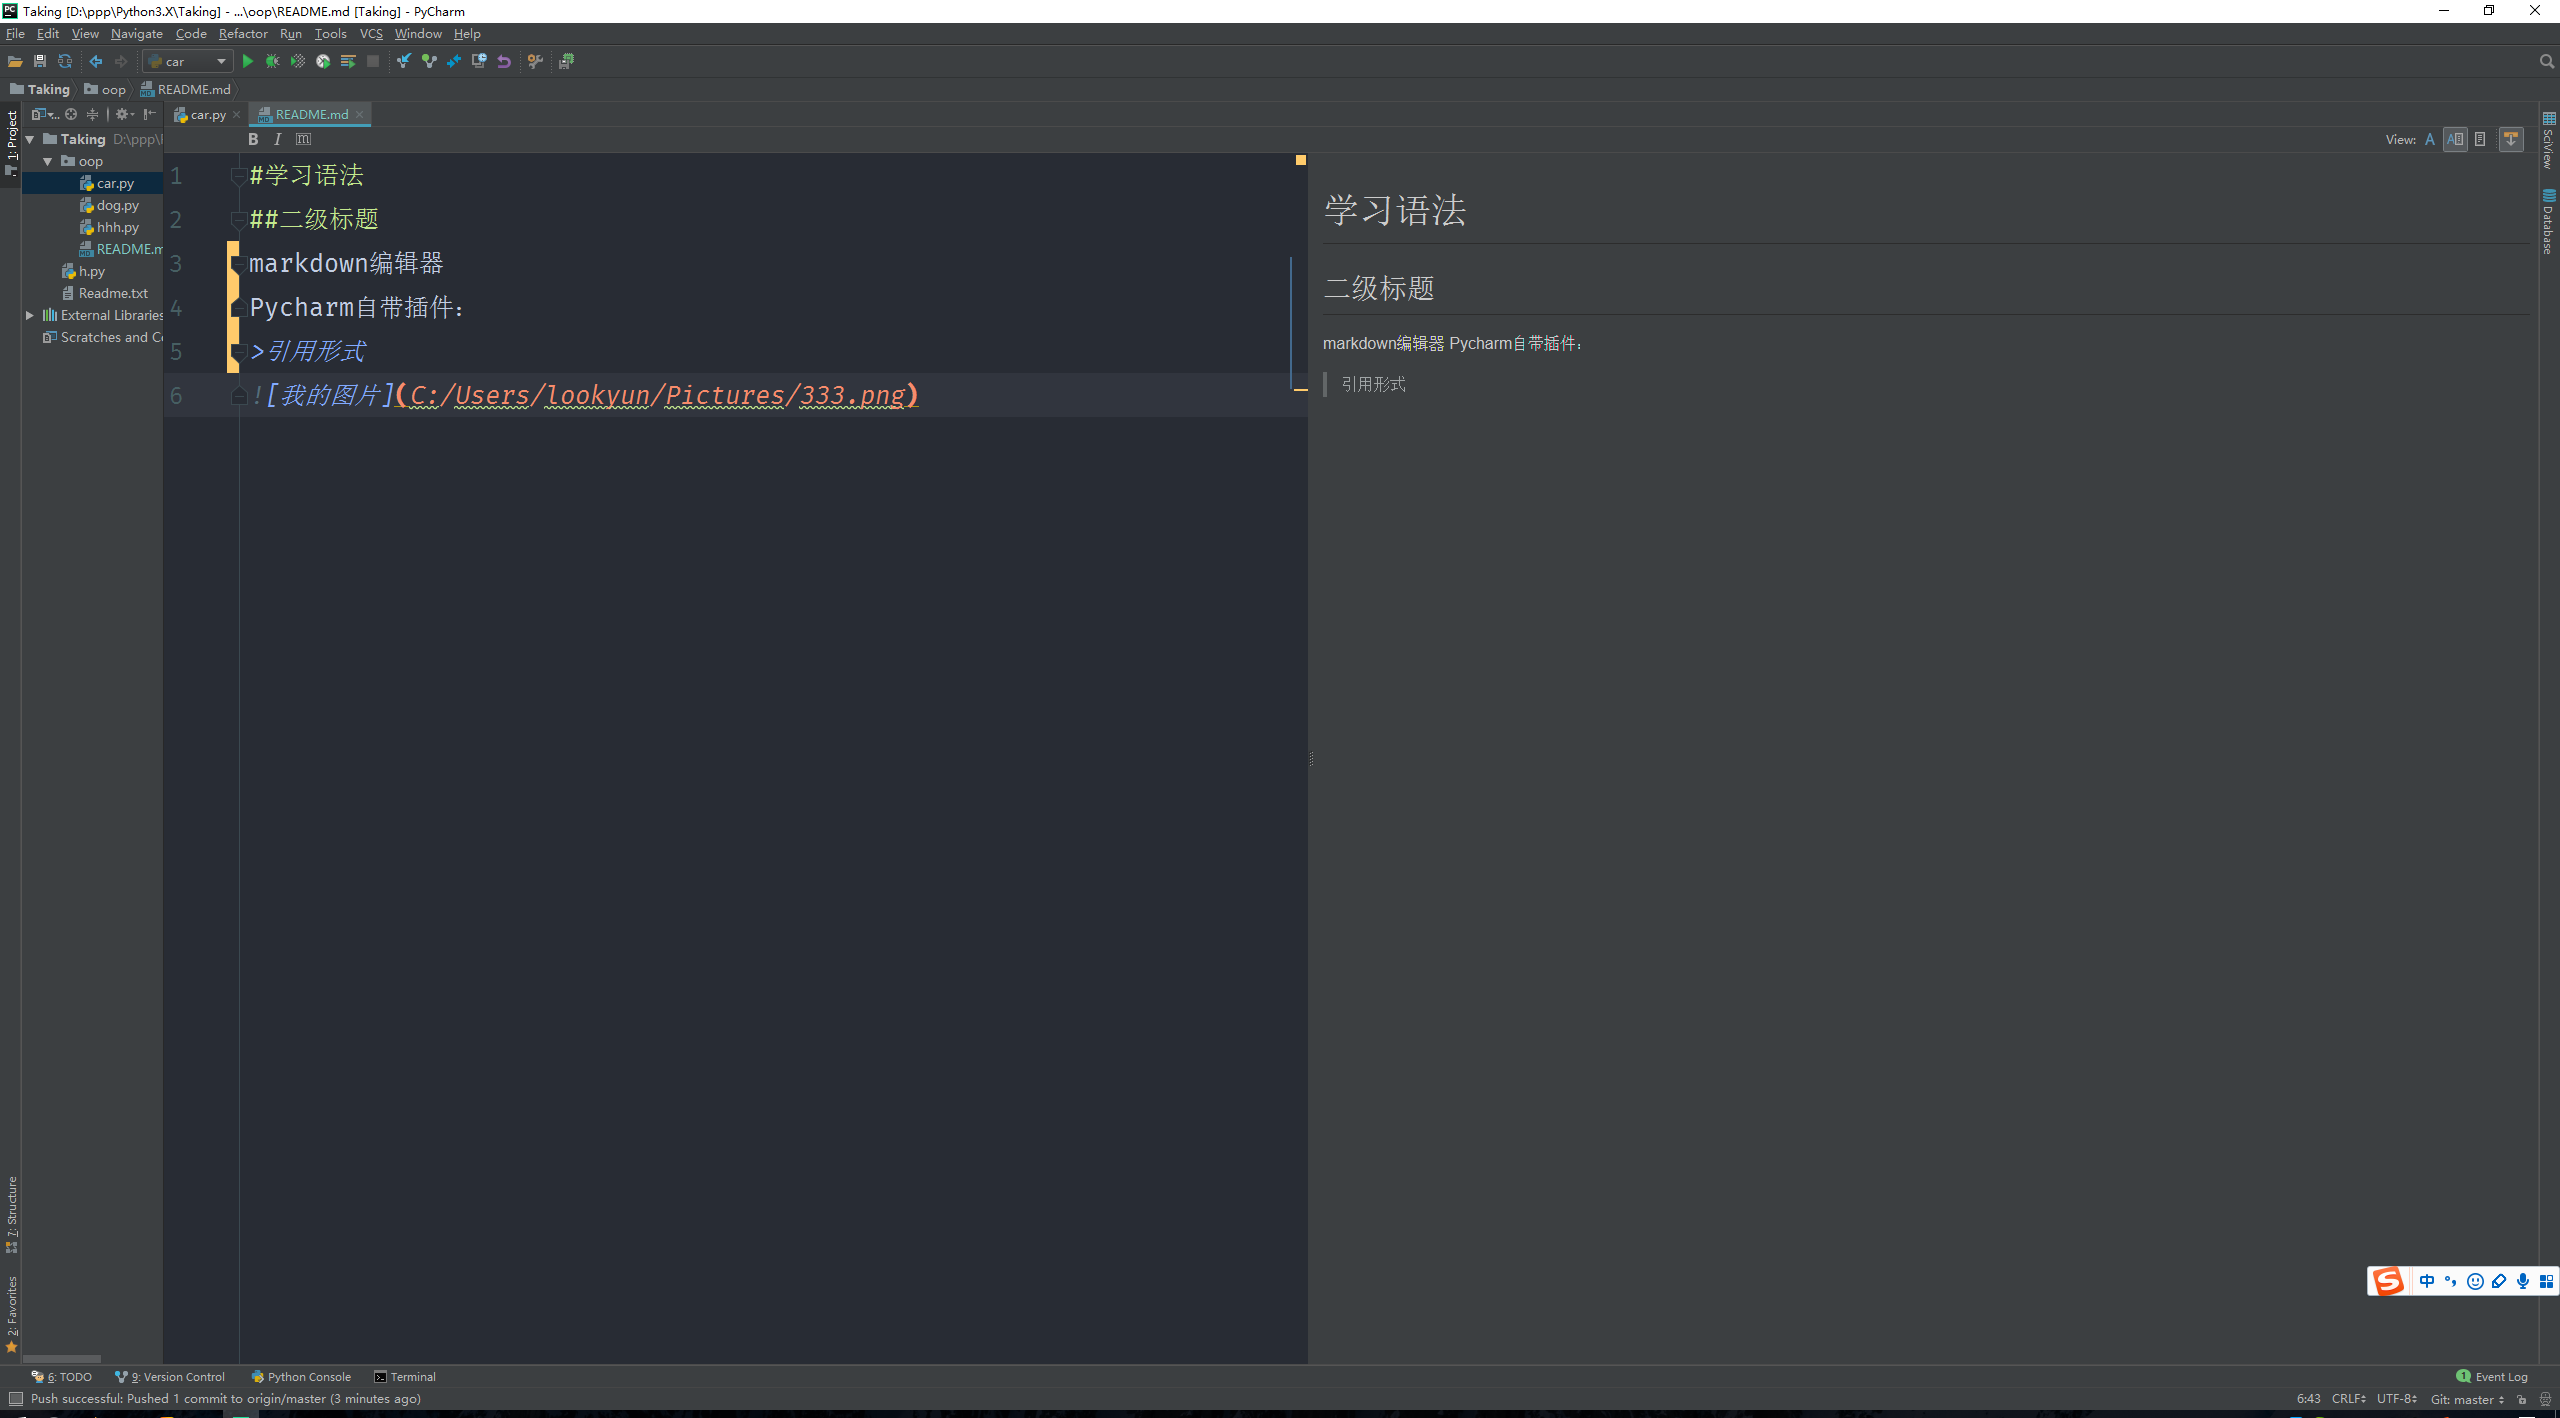 Taking [D:\ppp\Python3.X\Taking] - ...\oop\README.md [Taking] - PyCharm
File Edit View Navigate Code Refactor Run Tools VCS Window Help
car
Taking oop README.md
1: Project
car.py README.md
Taking D:\ppp\
oop
car.py
dog.py
hhh.py
README.m
h.py
Readme.txt
External Libraries
Scratches and Co
B I m
View: A
1 #学习语法
2 ##二级标题
3 markdown编辑器
4 Pycharm自带插件：
5 >引用形式
6 ![我的图片](C:/Users/lookyun/Pictures/333.png)
学习语法
二级标题
markdown编辑器 Pycharm自带插件：
引用形式
SciView
Database
7: Structure
2: Favorites
中
6: TODO 9: Version Control Python Console Terminal
1 Event Log
Push successful: Pushed 1 commit to origin/master (3 minutes ago)
6:43 CRLF UTF-8 Git: master